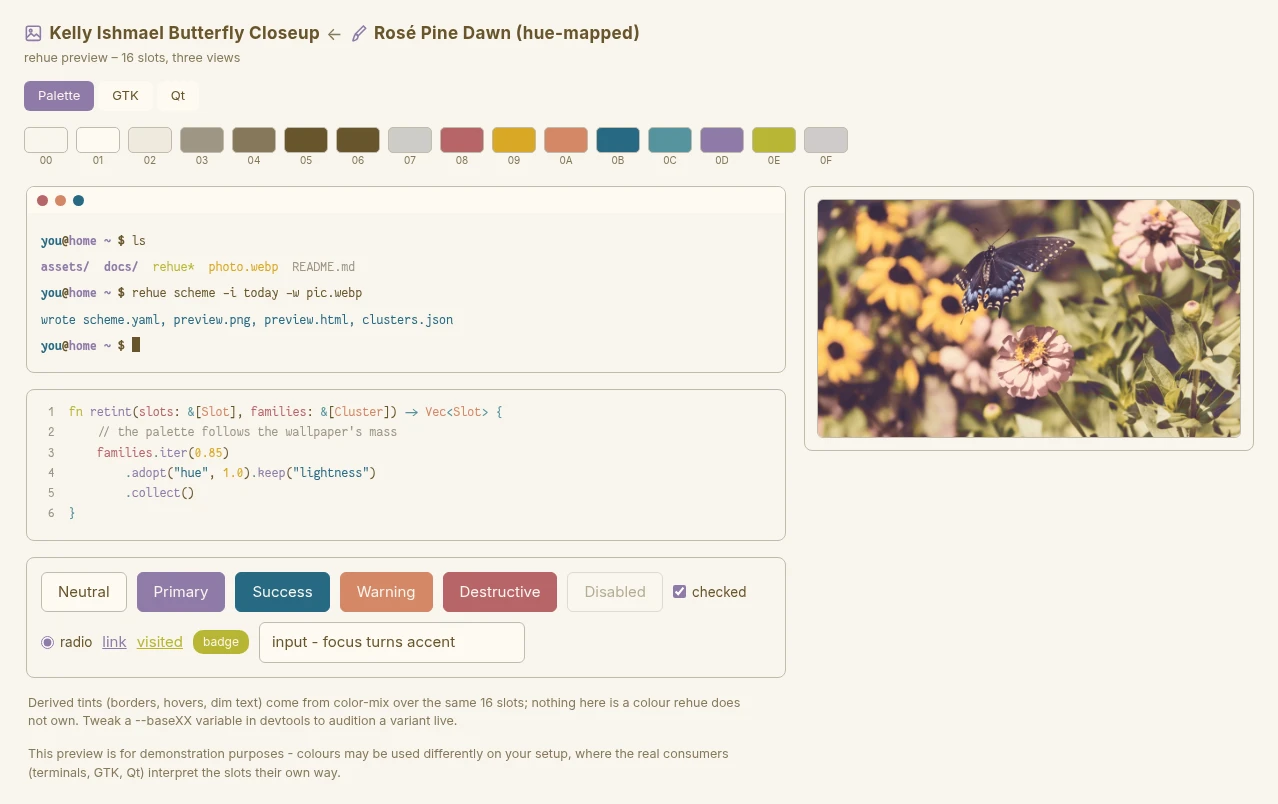 Kelly Ishmael Butterfly Closeup ← Rosé Pine Dawn (hue-mapped)
rehue preview – 16 slots, three views
Palette GTK Qt
00 01 02 03 04 05 06 07 08 09 0A 0B 0C 0D 0E 0F
you@home ~ $ ls
assets/ docs/ rehue* photo.webp README.md
you@home ~ $ rehue scheme -i today -w pic.webp
wrote scheme.yaml, preview.png, preview.html, clusters.json
you@home ~ $
1 fn retint(slots: &[Slot], families: &[Cluster]) -> Vec<Slot> {
2 // the palette follows the wallpaper's mass
3 families.iter(0.85)
4 .adopt("hue", 1.0).keep("lightness")
5 .collect()
6 }
Neutral Primary Success Warning Destructive Disabled checked
radio link visited badge input - focus turns accent
Derived tints (borders, hovers, dim text) come from color-mix over the same 16 slots; nothing here is a colour rehue does
not own. Tweak a --baseXX variable in devtools to audition a variant live.
This preview is for demonstration purposes - colours may be used differently on your setup, where the real consumers
(terminals, GTK, Qt) interpret the slots their own way.